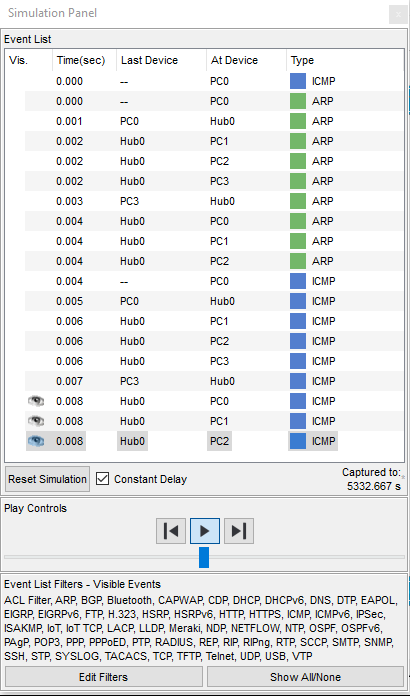 Simulation Panel
Event List
Vis. Time(sec) Last Device At Device Type
0.000 -- PC0 ICMP
0.000 -- PC0 ARP
0.001 PC0 Hub0 ARP
0.002 Hub0 PC1 ARP
0.002 Hub0 PC2 ARP
0.002 Hub0 PC3 ARP
0.003 PC3 Hub0 ARP
0.004 Hub0 PC0 ARP
0.004 Hub0 PC1 ARP
0.004 Hub0 PC2 ARP
0.004 -- PC0 ICMP
0.005 PC0 Hub0 ICMP
0.006 Hub0 PC1 ICMP
0.006 Hub0 PC2 ICMP
0.006 Hub0 PC3 ICMP
0.007 PC3 Hub0 ICMP
0.008 Hub0 PC0 ICMP
0.008 Hub0 PC1 ICMP
0.008 Hub0 PC2 ICMP
Reset Simulation Constant Delay Captured to:
5332.667 s
Play Controls
Event List Filters - Visible Events
ACL Filter, ARP, BGP, Bluetooth, CAPWAP, CDP, DHCP, DHCPv6, DNS, DTP, EAPOL,
EIGRP, EIGRPv6, FTP, H.323, HSRP, HSRPv6, HTTP, HTTPS, ICMP, ICMPv6, IPSec,
ISAKMP, IoT, IoT TCP, LACP, LLDP, Meraki, NDP, NETFLOW, NTP, OSPF, OSPFv6,
PAgP, POP3, PPP, PPPoED, PTP, RADIUS, REP, RIP, RIPng, RTP, SCCP, SMTP, SNMP,
SSH, STP, SYSLOG, TACACS, TCP, TFTP, Telnet, UDP, USB, VTP
Edit Filters Show All/None